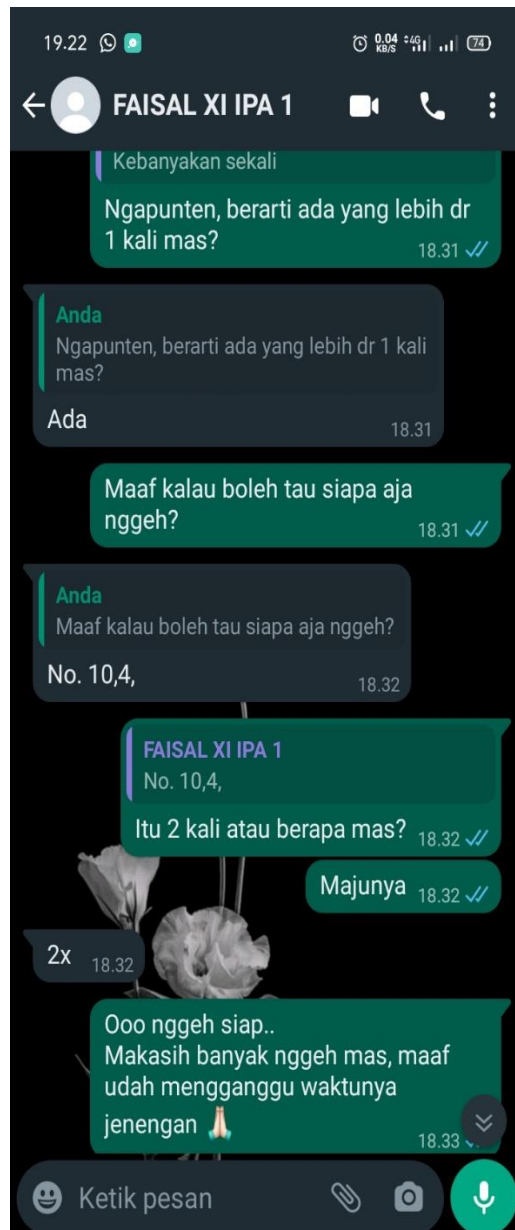 19.22 0.04 KB/S 4G 74
FAISAL XI IPA 1
Kebanyakan sekali
Ngapunten, berarti ada yang lebih dr
1 kali mas?
18.31
Anda
Ngapunten, berarti ada yang lebih dr 1 kali
mas?
Ada
18.31
Maaf kalau boleh tau siapa aja
nggeh?
18.31
Anda
Maaf kalau boleh tau siapa aja nggeh?
No. 10,4,
18.32
FAISAL XI IPA 1
No. 10,4,
Itu 2 kali atau berapa mas? 18.32
Majunya 18.32
2x 18.32
Ooo nggeh siap..
Makasih banyak nggeh mas, maaf
udah mengganggu waktunya
jenengan 🙏🏻
18.33
Ketik pesan